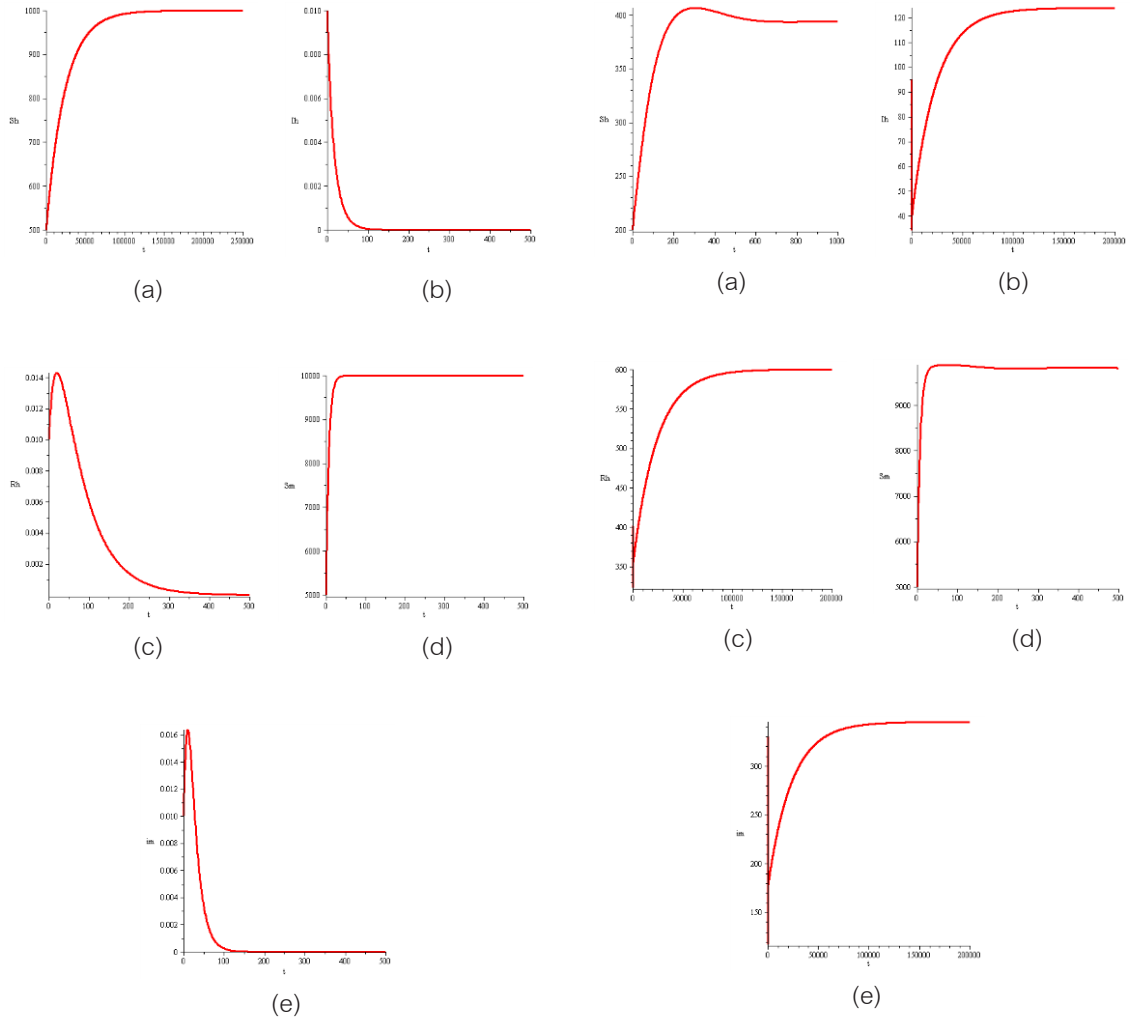 1000
900
800
Sh
700
600
500
0 50000 100000 150000 200000 250000
t
(a)
0.010
0.008
0.006
Ih
0.004
0.002
0
0 100 200 300 400 500
t
(b)
400
350
300
Sh
250
200
0 200 400 600 800 1000
t
(a)
120
110
100
90
80
Ih
70
60
50
40
0 50000 100000 150000 200000
t
(b)
0.014
0.012
0.010
0.008
Rh
0.006
0.004
0.002
0 100 200 300 400 500
t
(c)
10000
9000
8000
Sm
7000
6000
5000
0 100 200 300 400 500
t
(d)
600
550
500
450
Rh
400
350
0 50000 100000 150000 200000
t
(c)
9000
8000
Sm
7000
6000
5000
0 100 200 300 400 500
t
(d)
0.016
0.014
0.012
0.010
im
0.008
0.006
0.004
0.002
0
0 100 200 300 400 500
t
(e)
300
250
im
200
150
0 50000 100000 150000 200000
t
(e)